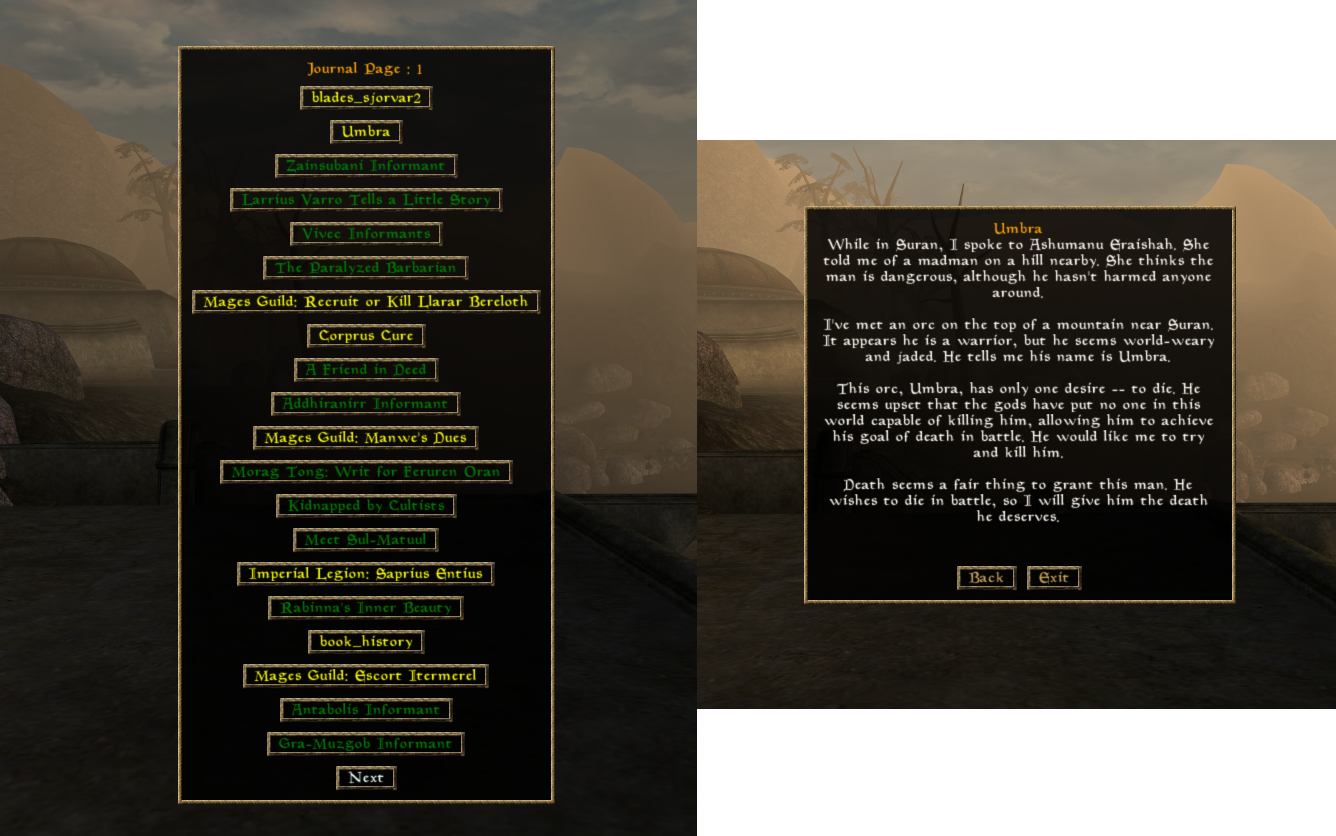 Journal Page : 1
blades_sjorvar2
Umbra
Zainsubani Informant
Larrius Varro Tells a Little Story
Vivec Informants
The Paralyzed Barbarian
Mages Guild: Recruit or Kill Llarar Bereloth
Corprus Cure
A Friend in Deed
Addhiranirr Informant
Mages Guild: Manwe's Dues
Morag Tong: Writ for Feruren Oran
Kidnapped by Cultists
Meet Sul-Matuul
Imperial Legion: Saprius Entius
Rabinna's Inner Beauty
book_history
Mages Guild: Escort Itermerel
Antabolis Informant
Gra-Muzgob Informant
Next
Umbra
While in Suran, I spoke to Ashumanu Eraishah. She
told me of a madman on a hill nearby. She thinks the
man is dangerous, although he hasn't harmed anyone
around.
I've met an orc on the top of a mountain near Suran.
It appears he is a warrior, but he seems world-weary
and jaded. He tells me his name is Umbra.
This orc, Umbra, has only one desire -- to die. He
seems upset that the gods have put no one in this
world capable of killing him, allowing him to achieve
his goal of death in battle. He would like me to try
and kill him.
Death seems a fair thing to grant this man. He
wishes to die in battle, so I will give him the death
he deserves.
Back
Exit